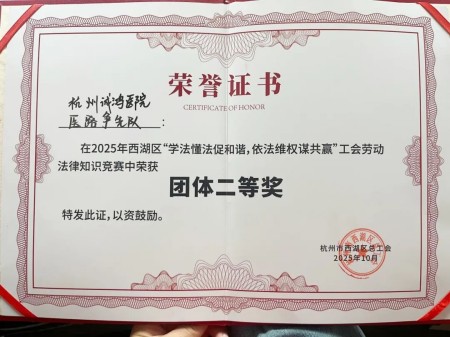 荣誉证书
CERTIFICATE OF HONOR
杭州诚鸿医院
医路争先队：
在2025年西湖区“学法懂法促和谐，依法维权谋共赢”工会劳动
法律知识竞赛中荣获
团体二等奖
特发此证，以资鼓励。
杭州市西湖区总工会
2025年10月